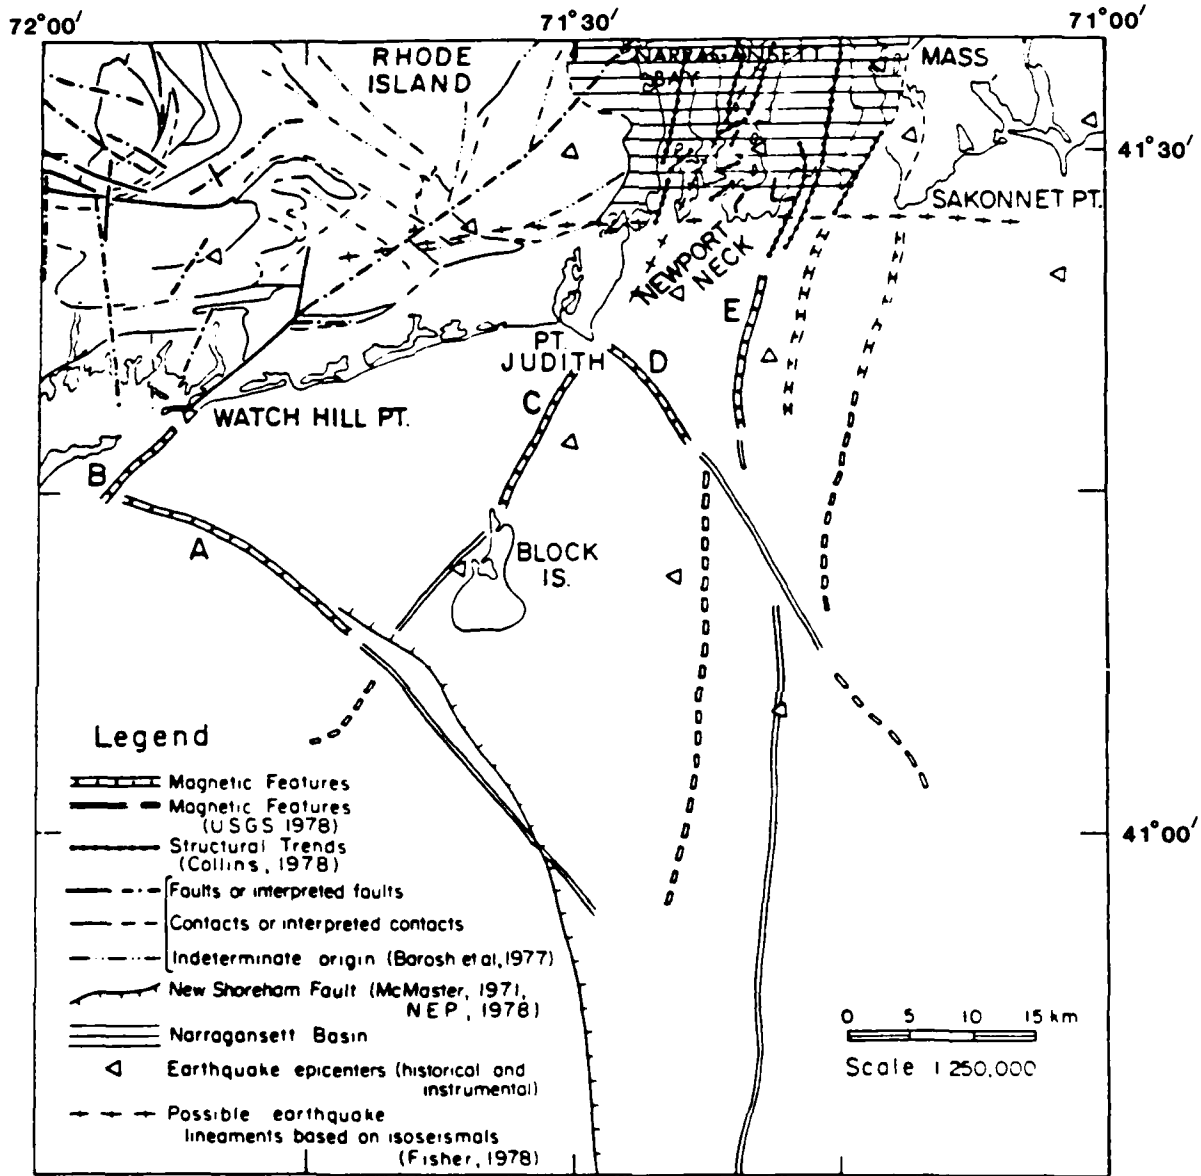 72°00′
71°30′
71°00′
RHODE
ISLAND
NARRAGANSETT
BAY
MASS
41°30′
SAKONNET PT.
NEWPORT
NECK
E
PT.
JUDITH
D
C
WATCH HILL PT.
B
A
BLOCK
IS.
41°00′
Legend
Magnetic Features
Magnetic Features
(USGS 1978)
Structural Trends
(Collins, 1978)
Faults or interpreted faults
Contacts or interpreted contacts
Indeterminate origin (Barosh et al, 1977)
New Shoreham Fault (McMaster, 1971,
NEP, 1978)
Narragansett Basin
Earthquake epicenters (historical and
instrumental)
Possible earthquake
lineaments based on isoseismals
(Fisher, 1978)
0 5 10 15 km
Scale 1 250,000